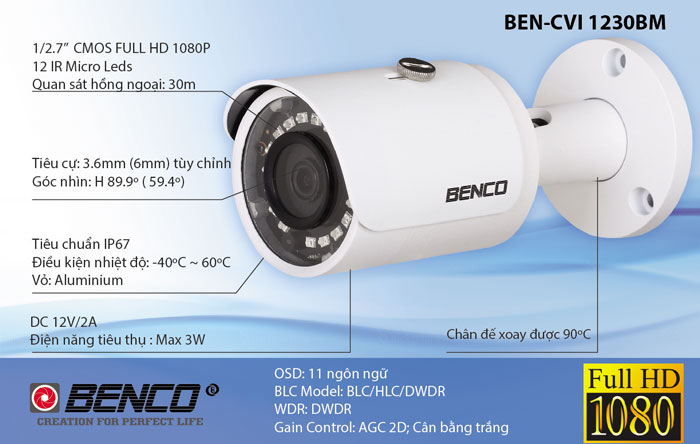 BEN-CVI 1230BM
1/2.7” CMOS FULL HD 1080P
12 IR Micro Leds
Quan sát hồng ngoại: 30m
Tiêu cự: 3.6mm (6mm) tùy chỉnh
Góc nhìn: H 89.9º ( 59.4º)
BENCO
Tiêu chuẩn IP67
Điều kiện nhiệt độ: -40ºC ~ 60ºC
Vỏ: Aluminium
DC 12V/2A
Điện năng tiêu thụ : Max 3W
Chân đế xoay được 90ºC
BENCO ®
CREATION FOR PERFECT LIFE
OSD: 11 ngôn ngữ
BLC Model: BLC/HLC/DWDR
WDR: DWDR
Gain Control: AGC 2D; Cân bằng trắng
Full HD
1080